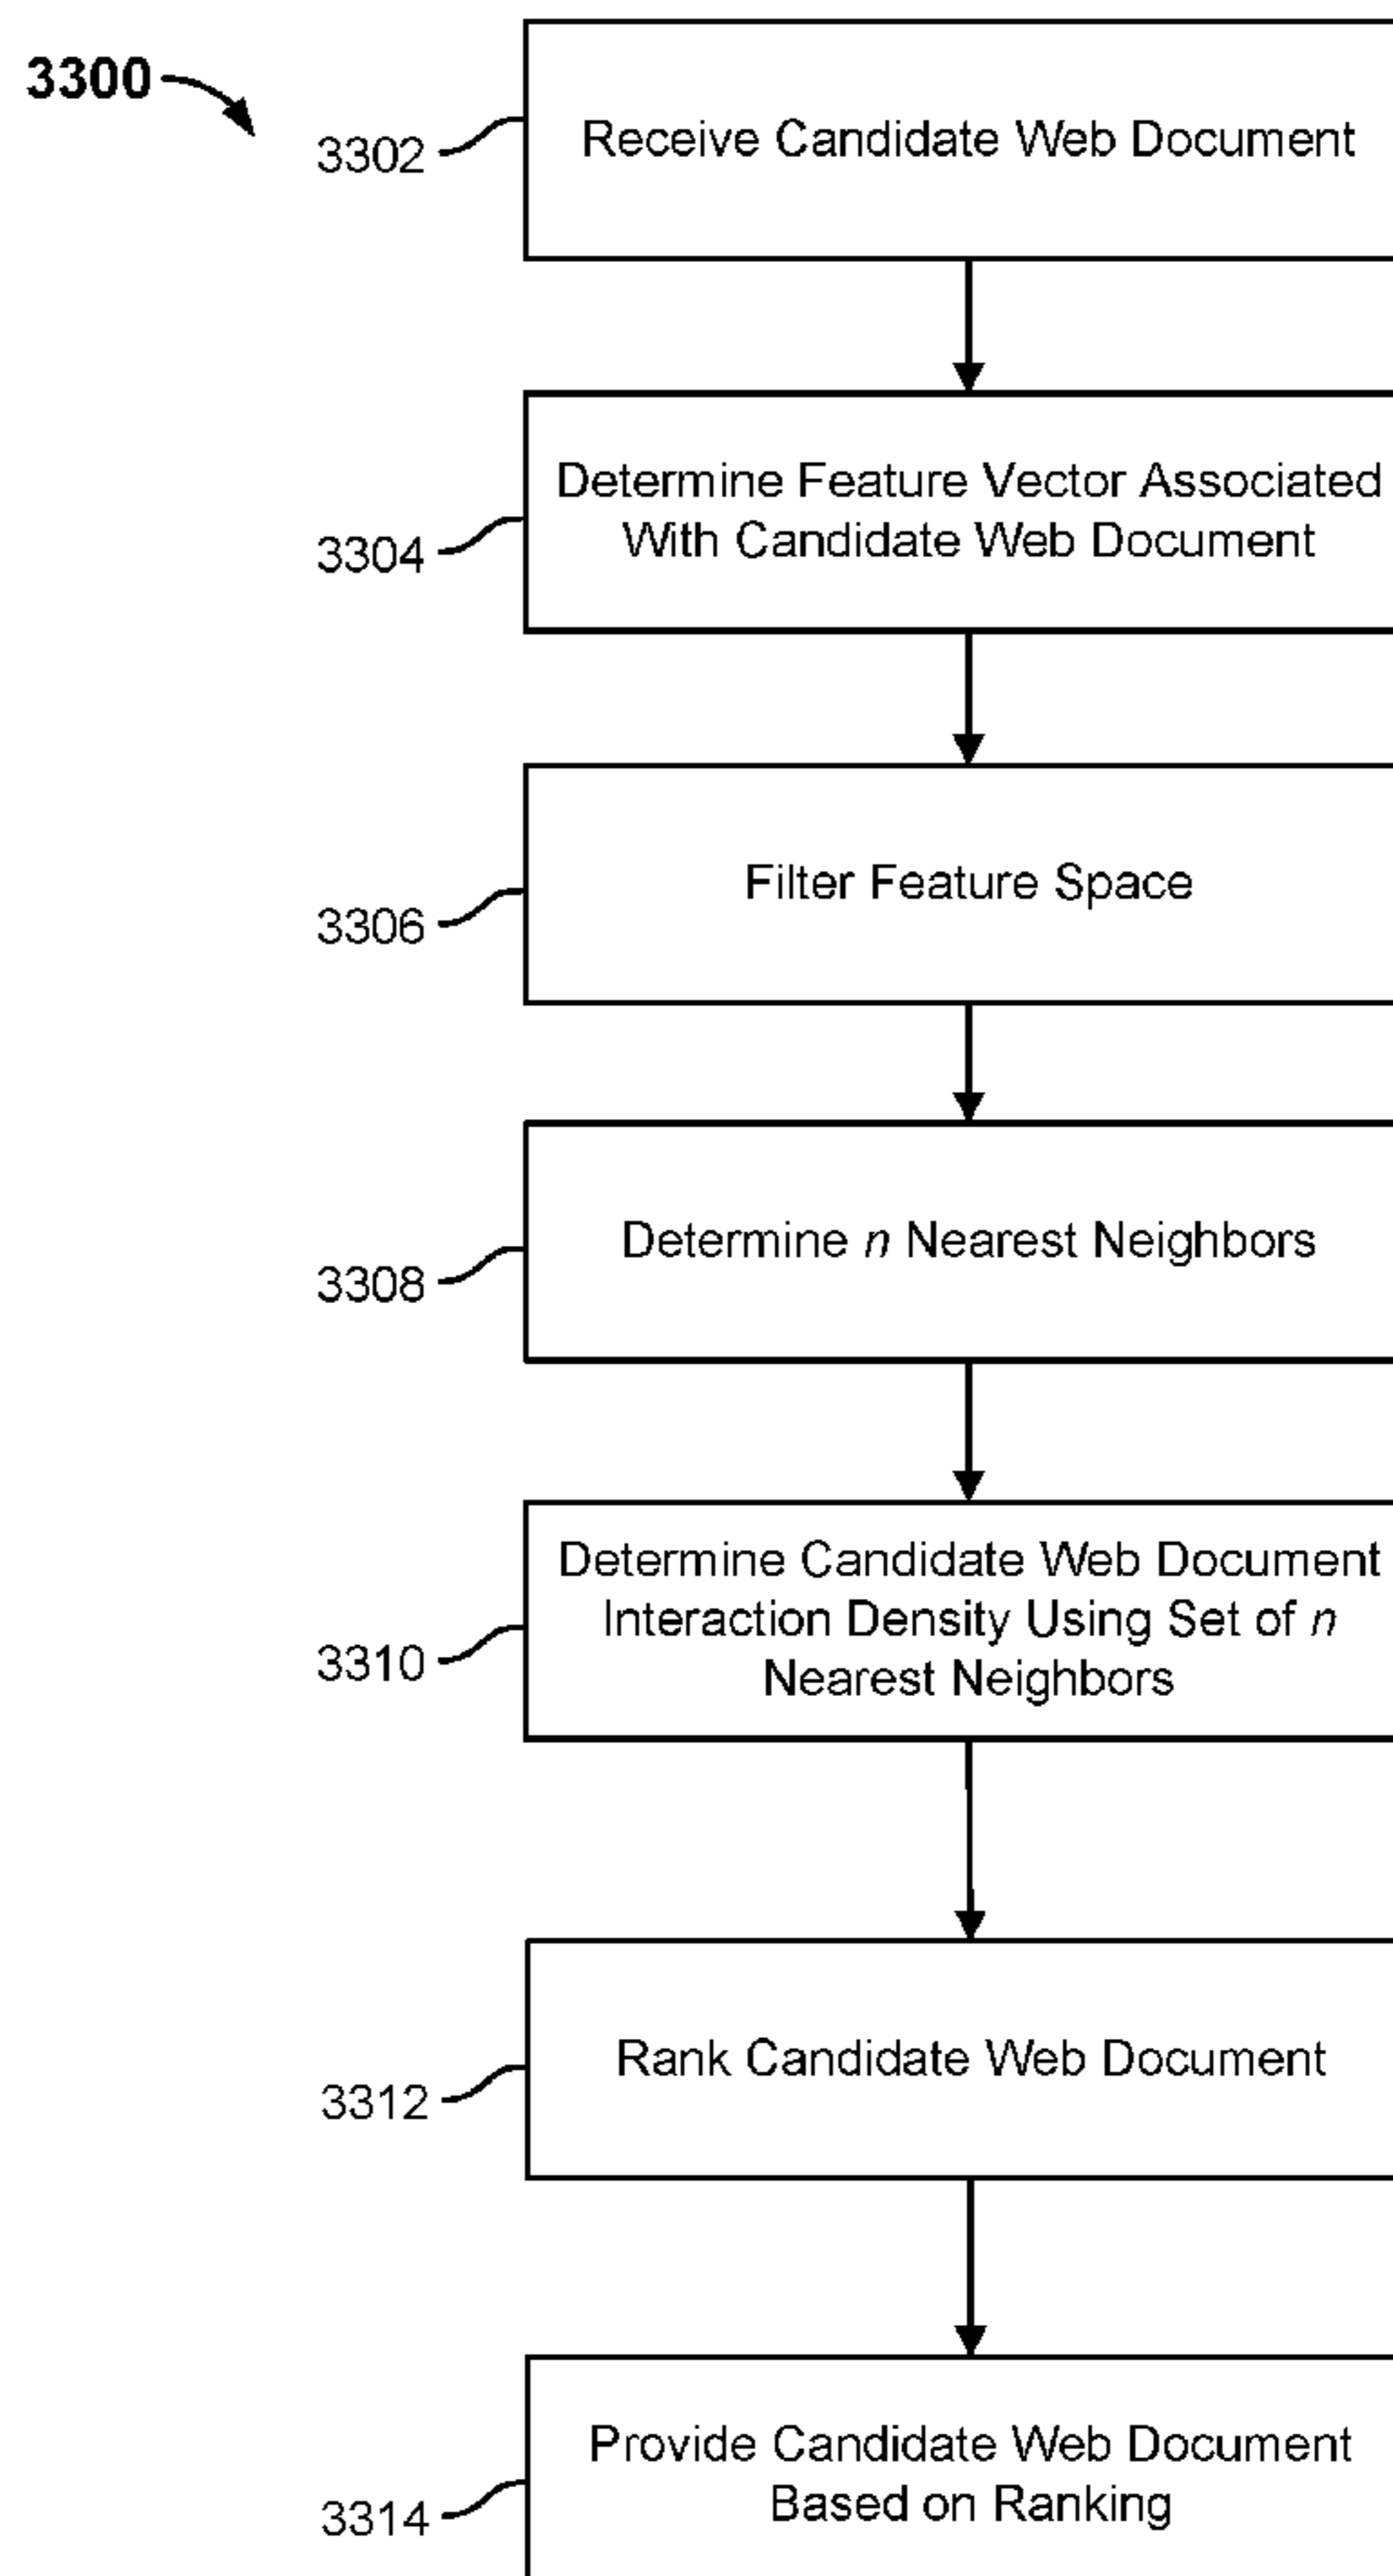 3300
3302
Receive Candidate Web Document
Determine Feature Vector Associated
With Candidate Web Document
3304
Filter Feature Space
3306
Determine n Nearest Neighbors
3308
Determine Candidate Web Document
Interaction Density Using Set of n
Nearest Neighbors
3310
Rank Candidate Web Document
3312
Provide Candidate Web Document
Based on Ranking
3314